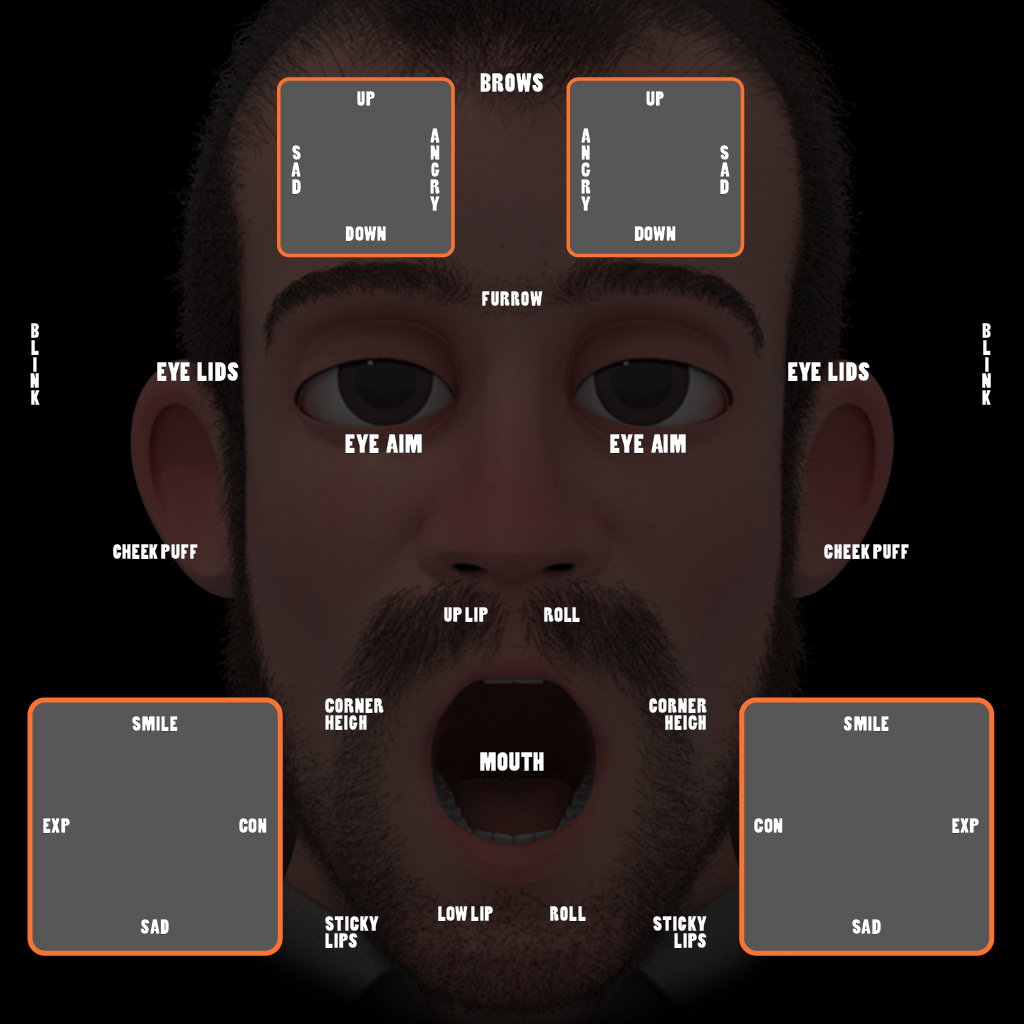 BROWS
UP
UP
SAD
ANGRY
ANGRY
SAD
DOWN
DOWN
FURROW
BLINK
BLINK
EYE LIDS
EYE LIDS
EYE AIM
EYE AIM
CHEEK PUFF
CHEEK PUFF
UP LIP
ROLL
CORNER
HEIGH
CORNER
HEIGH
SMILE
SMILE
MOUTH
EXP
CON
CON
EXP
LOW LIP
ROLL
SAD
STICKY
LIPS
STICKY
LIPS
SAD